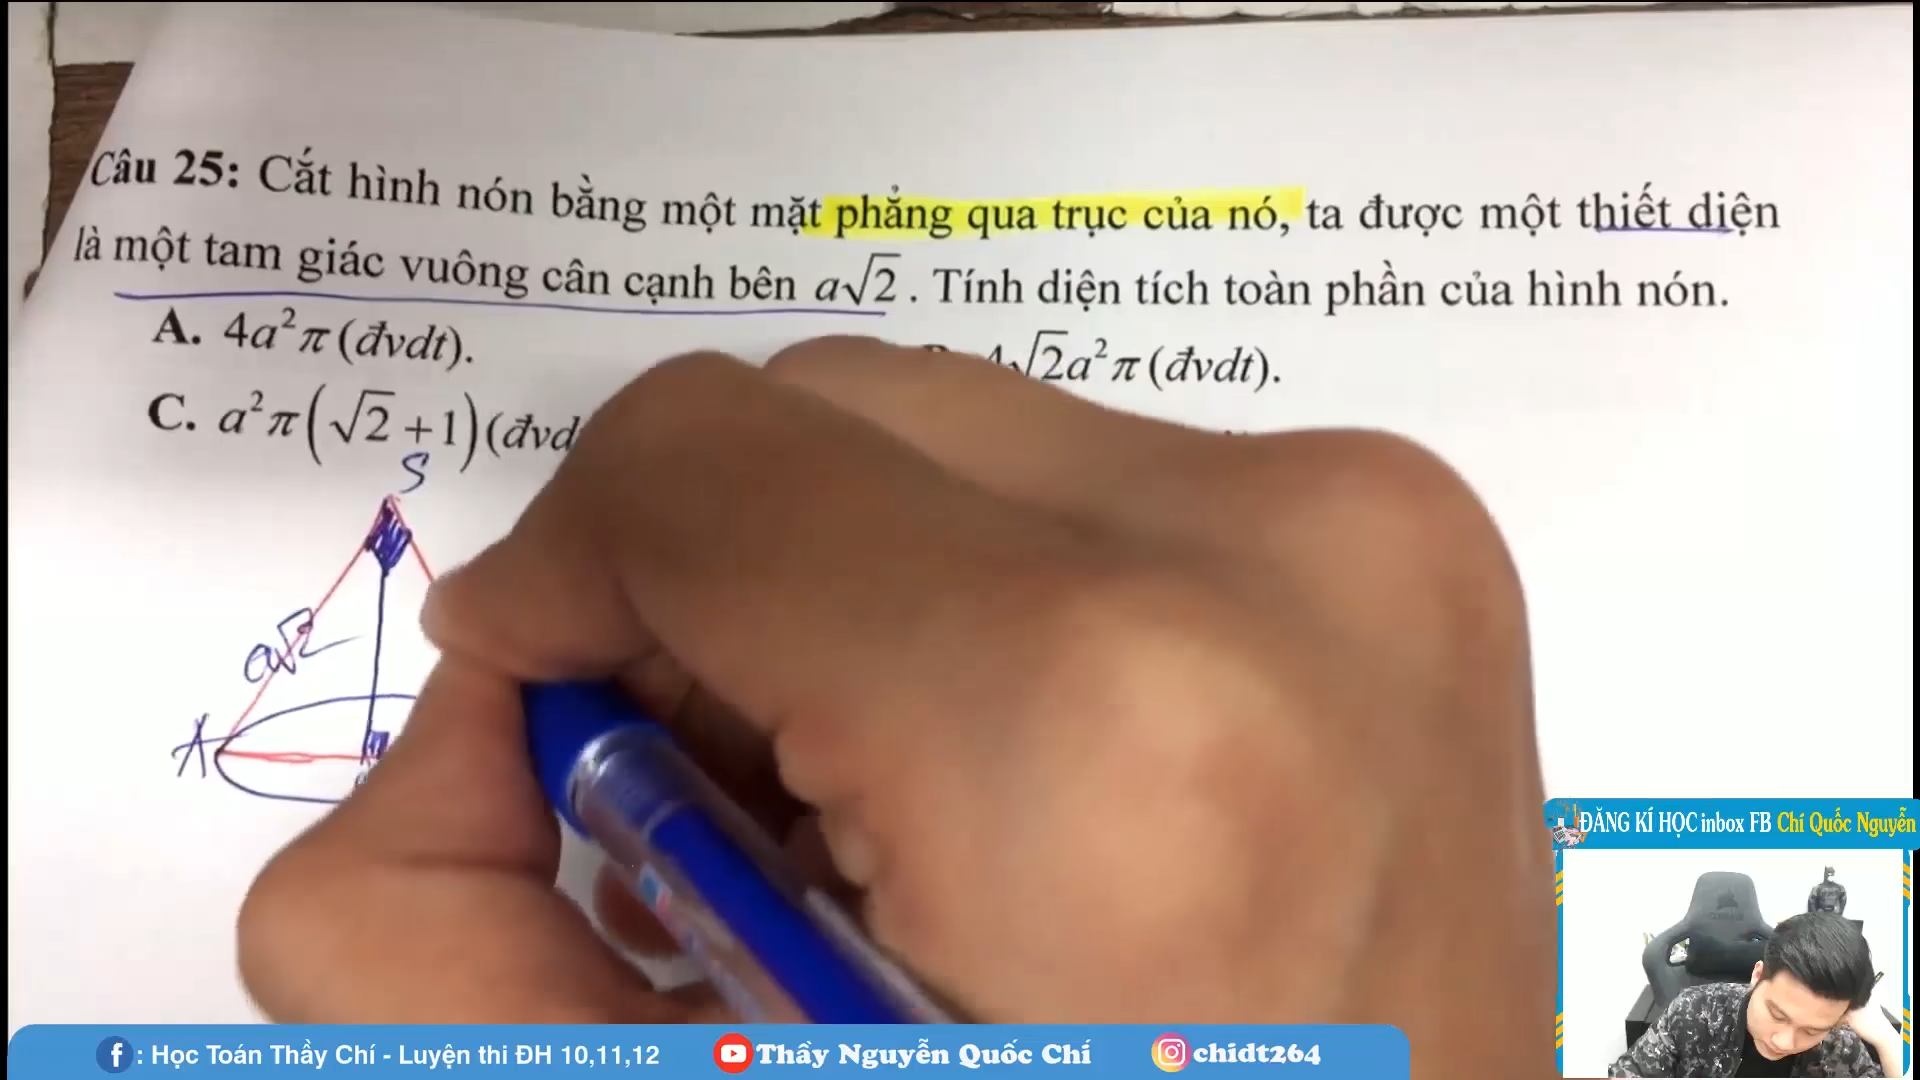 Câu 25: Cắt hình nón bằng một mặt phẳng qua trục của nó, ta được một thiết diện
là một tam giác vuông cân cạnh bên a√2. Tính diện tích toàn phần của hình nón.
A. 4a²π (đvdt).
4√2a²π (đvdt).
C. a²π(√2+1)(đvd
S
a√2
A
ĐĂNG KÍ HỌC inbox FB Chí Quốc Nguyễn
: Học Toán Thầy Chí - Luyện thi ĐH 10,11,12
Thầy Nguyễn Quốc Chí
chidt264